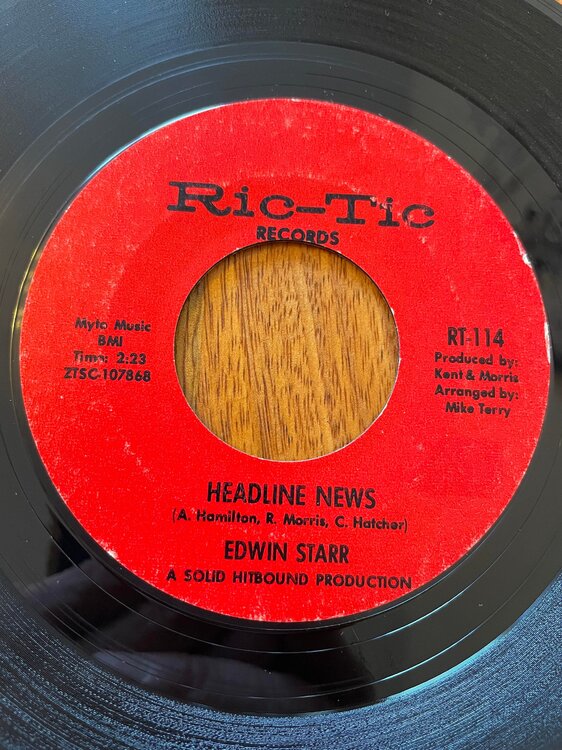 Ric-Tic
RECORDS
Myto Music
BMI
Time: 2:23
ZTSC-107868
RT-114
Produced by:
Kent & Morris
Arranged by:
Mike Terry
HEADLINE NEWS
(A. Hamilton, R. Morris, C. Hatcher)
EDWIN STARR
A SOLID HITBOUND PRODUCTION